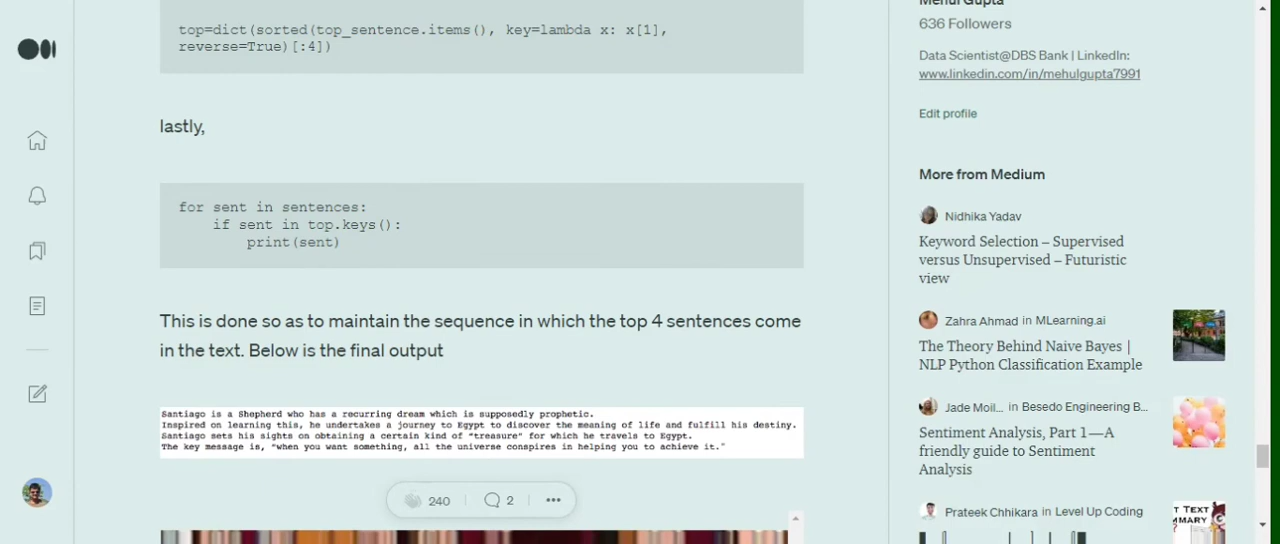 top=dict(sorted(top_sentence.items(), key=lambda x: x[1],
reverse=True)[:4])
lastly,
for sent in sentences:
    if sent in top.keys():
        print(sent)
This is done so as to maintain the sequence in which the top 4 sentences come
in the text. Below is the final output
Santiago is a Shepherd who has a recurring dream which is supposedly prophetic.
Inspired on learning this, he undertakes a journey to Egypt to discover the meaning of life and fulfill his destiny.
Santiago sets his sights on obtaining a certain kind of "treasure" for which he travels to Egypt.
The key message is, "when you want something, all the universe conspires in helping you to achieve it."
240
2
Mehul Gupta
636 Followers
Data Scientist@DBS Bank | LinkedIn:
www.linkedin.com/in/mehulgupta7991
Edit profile
More from Medium
Nidhika Yadav
Keyword Selection – Supervised
versus Unsupervised – Futuristic
view
Zahra Ahmad in MLearning.ai
The Theory Behind Naive Bayes |
NLP Python Classification Example
Jade Moil... in Besedo Engineering B...
Sentiment Analysis, Part 1 — A
friendly guide to Sentiment
Analysis
Prateek Chhikara in Level Up Coding